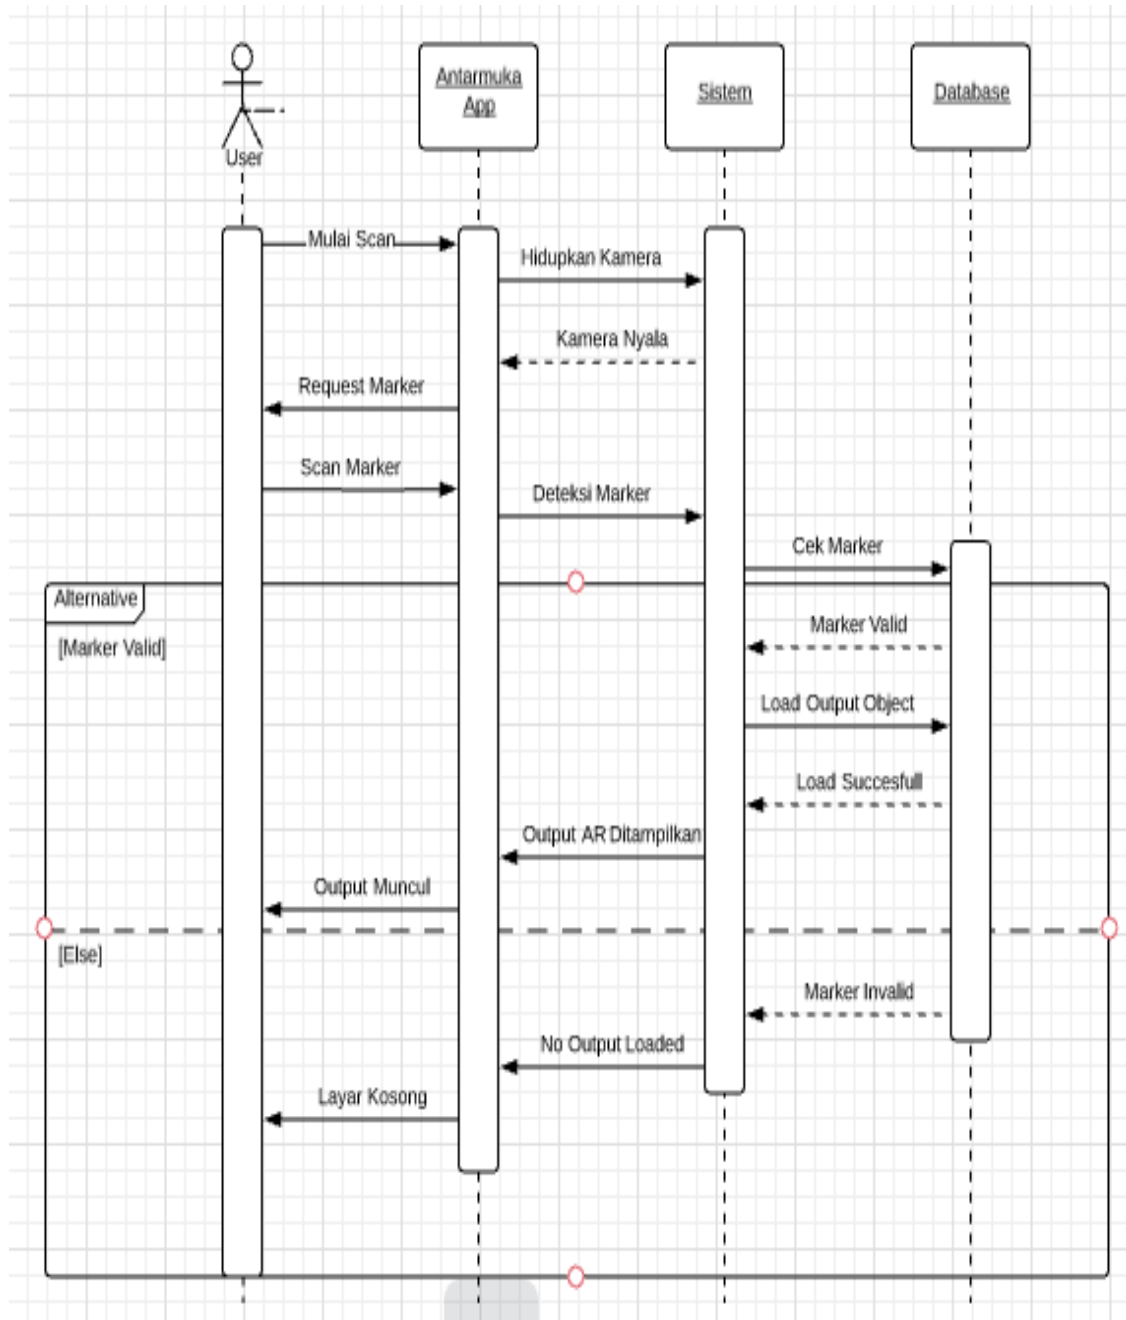 User
Antarmuka
App
Sistem
Database
Mulai Scan
Hidupkan Kamera
Kamera Nyala
Request Marker
Scan Marker
Deteksi Marker
Cek Marker
Alternative
Marker Valid
[Marker Valid]
Load Output Object
Load Succesfull
Output AR Ditampilkan
Output Muncul
[Else]
Marker Invalid
No Output Loaded
Layar Kosong